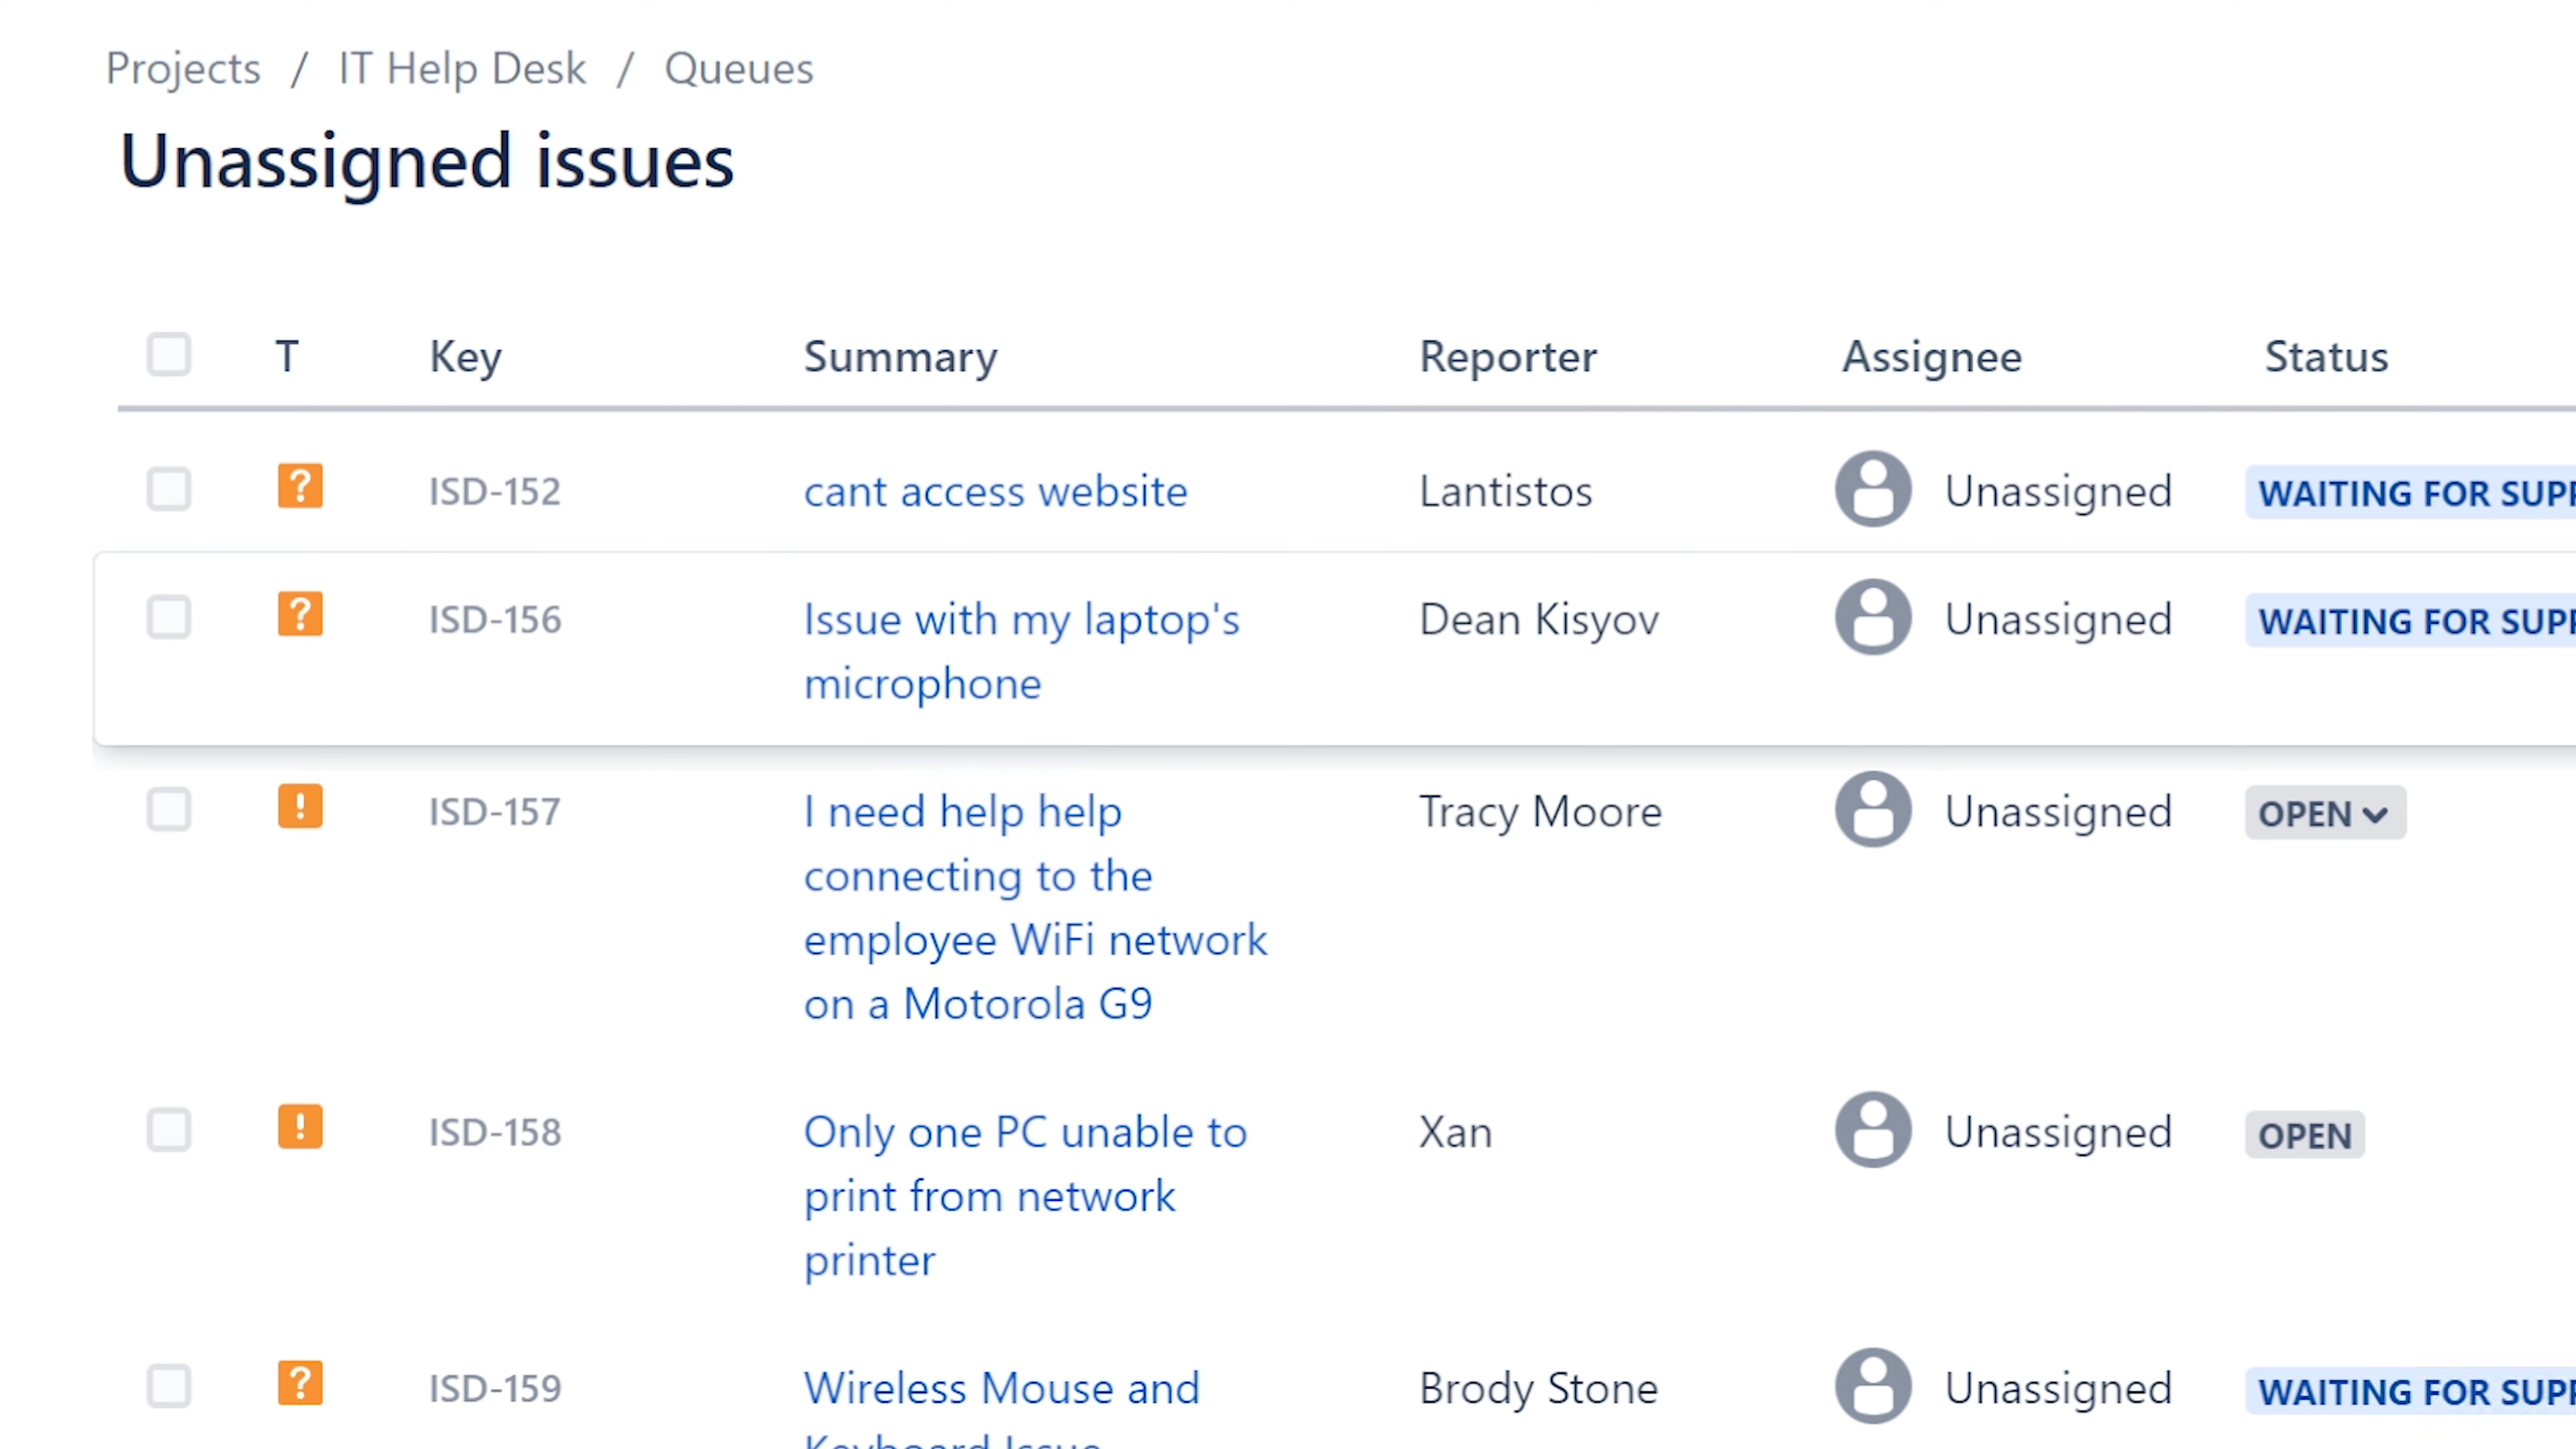 Projects / IT Help Desk / Queues
Unassigned issues
T Key Summary Reporter Assignee Status
ISD-152 cant access website Lantistos Unassigned WAITING FOR
ISD-156 Issue with my laptop's Dean Kisyov Unassigned WAITING FOR
microphone
ISD-157 I need help help Tracy Moore Unassigned OPEN
connecting to the
employee WiFi network
on a Motorola G9
ISD-158 Only one PC unable to Xan Unassigned OPEN
print from network
printer
ISD-159 Wireless Mouse and Brody Stone Unassigned WAITING FOR
Keyboard Issue